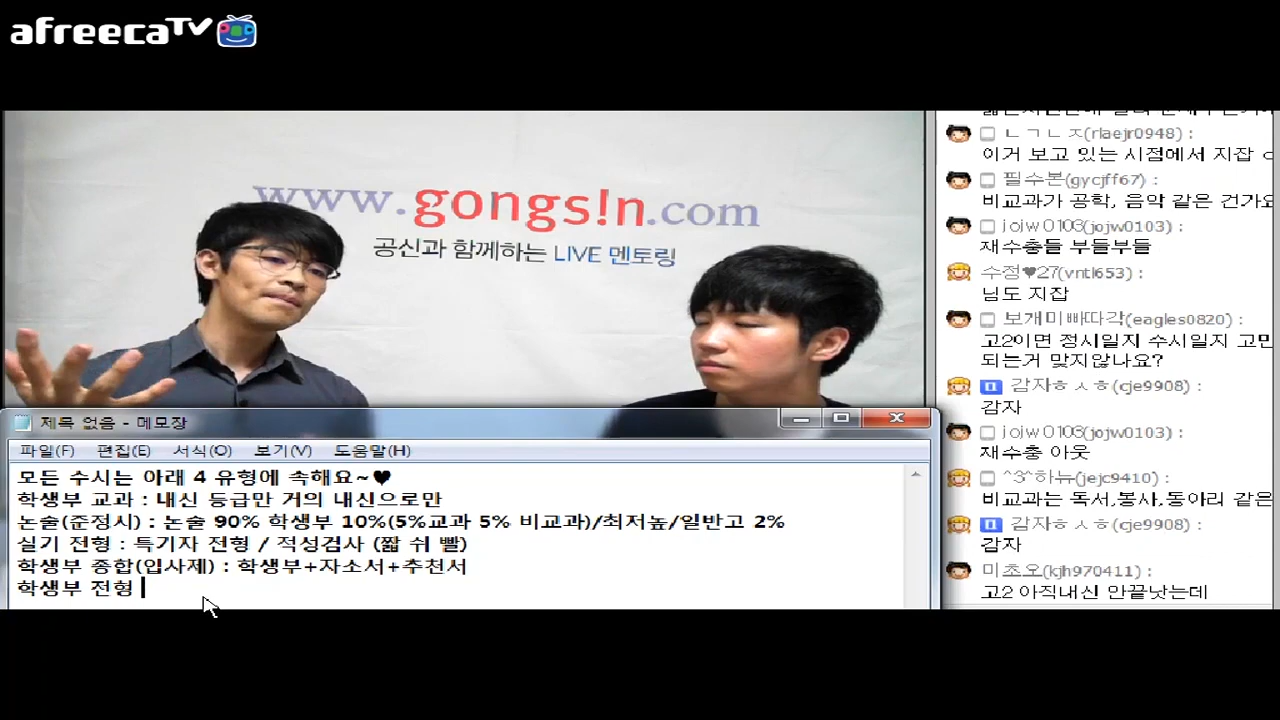 afreecaTV
www.gongs!n.com
공신과 함께하는 LIVE 멘토링
ㄴㄱㄴㅈ(rlaejr0948) :
이거 보고 있는 시점에서 지잡
필수본(gycjff67) :
비교과가 공학, 음악 같은 건가요
jojw0103(jojw0103) :
재수충들 부들부들
수정♥27(vntl653) :
님도 지잡
보개미빠따각(eagles0820) :
고2이면 정시일지 수시일지 고민
되는거 맞지않나요?
감자ㅎㅅㅎ(cje9908) :
감자
jojw0103(jojw0103) :
재수충 아웃
^3^하뉴(jejc9410) :
비교과는 독서,봉사,동아리 같은
감자ㅎㅅㅎ(cje9908) :
감자
미초오(kjh970411) :
고2 아직내신 안끝낫는데
제목 없음 - 메모장
파일(F) 편집(E) 서식(O) 보기(V) 도움말(H)
모든 수시는 아래 4 유형에 속해요~♥
학생부 교과 : 내신 등급만 거의 내신으로만
논술(준정시) : 논술 90% 학생부 10%(5%교과 5% 비교과)/최저높/일반고 2%
실기 전형 : 특기자 전형 / 적성검사 (짧 쉬 빨)
학생부 종합(입사제) : 학생부+자소서+추천서
학생부 전형